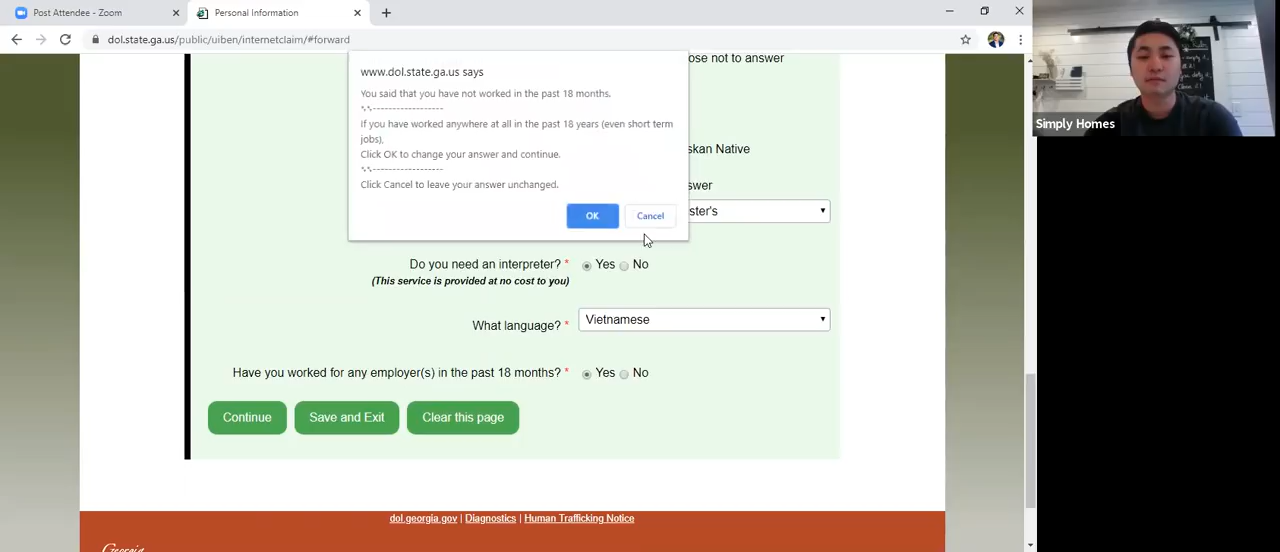 Post Attendee - Zoom
Personal Information
dol.state.ga.us/public/uiben/internetclaim/#forward
ose not to answer
www.dol.state.ga.us says
You said that you have not worked in the past 18 months.
%%-------------------
If you have worked anywhere at all in the past 18 years (even short term
jobs),
Click OK to change your answer and continue.
%%-------------------
Click Cancel to leave your answer unchanged.
OK Cancel
skan Native
swer
ster's
Do you need an interpreter? * Yes No
(This service is provided at no cost to you)
What language? * Vietnamese
Have you worked for any employer(s) in the past 18 months? * Yes No
Continue Save and Exit Clear this page
dol.georgia.gov | Diagnostics | Human Trafficking Notice
Georgia
Simply Homes